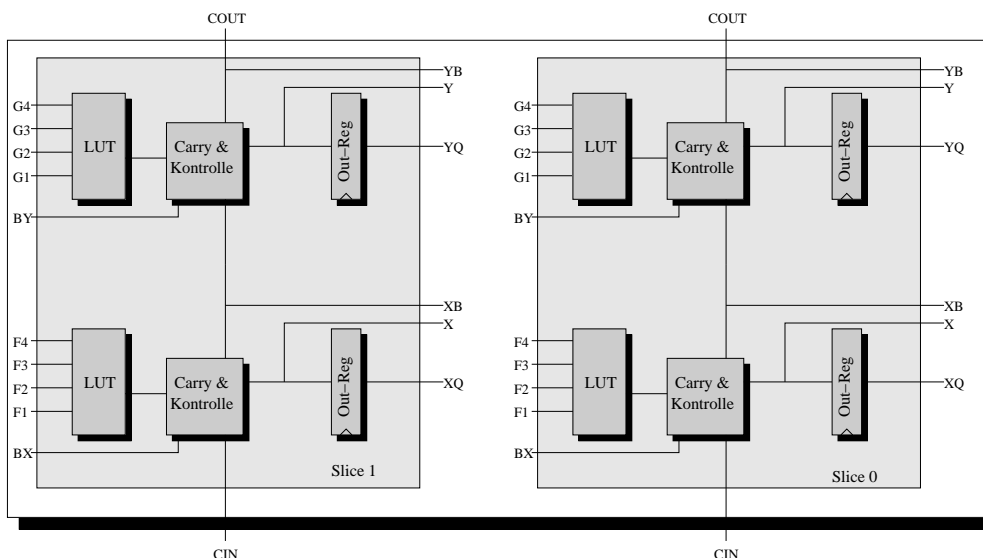 COUT
COUT
YB
Y
G4
G3
G2
G1
LUT
Carry &
Kontrolle
Out–Reg
YQ
BY
XB
X
F4
F3
F2
F1
LUT
Carry &
Kontrolle
Out–Reg
XQ
BX
Slice 1
YB
Y
G4
G3
G2
G1
LUT
Carry &
Kontrolle
Out–Reg
YQ
BY
XB
X
F4
F3
F2
F1
LUT
Carry &
Kontrolle
Out–Reg
XQ
BX
Slice 0
CIN
CIN